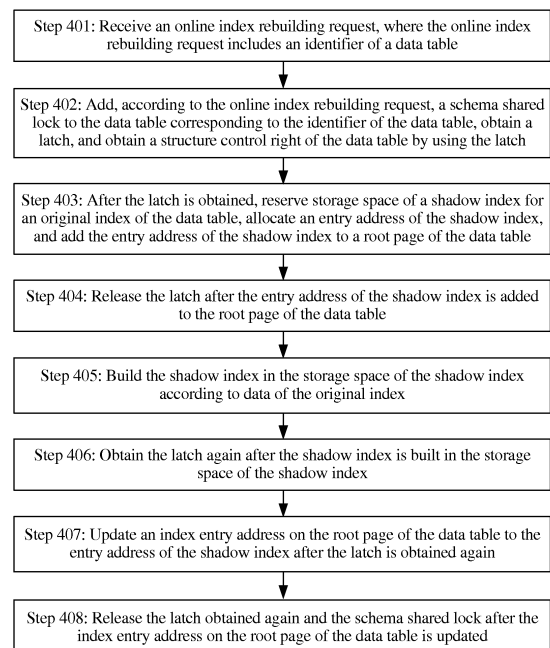 Step 401: Receive an online index rebuilding request, where the online index
rebuilding request includes an identifier of a data table
Step 402: Add, according to the online index rebuilding request, a schema shared
lock to the data table corresponding to the identifier of the data table, obtain a
latch, and obtain a structure control right of the data table by using the latch
Step 403: After the latch is obtained, reserve storage space of a shadow index for
an original index of the data table, allocate an entry address of the shadow index,
and add the entry address of the shadow index to a root page of the data table
Step 404: Release the latch after the entry address of the shadow index is added
to the root page of the data table
Step 405: Build the shadow index in the storage space of the shadow index
according to data of the original index
Step 406: Obtain the latch again after the shadow index is built in the storage
space of the shadow index
Step 407: Update an index entry address on the root page of the data table to the
entry address of the shadow index after the latch is obtained again
Step 408: Release the latch obtained again and the schema shared lock after the
index entry address on the root page of the data table is updated